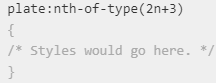 plate:nth-of-type(2n+3)
{
/* Styles would go here. */
}